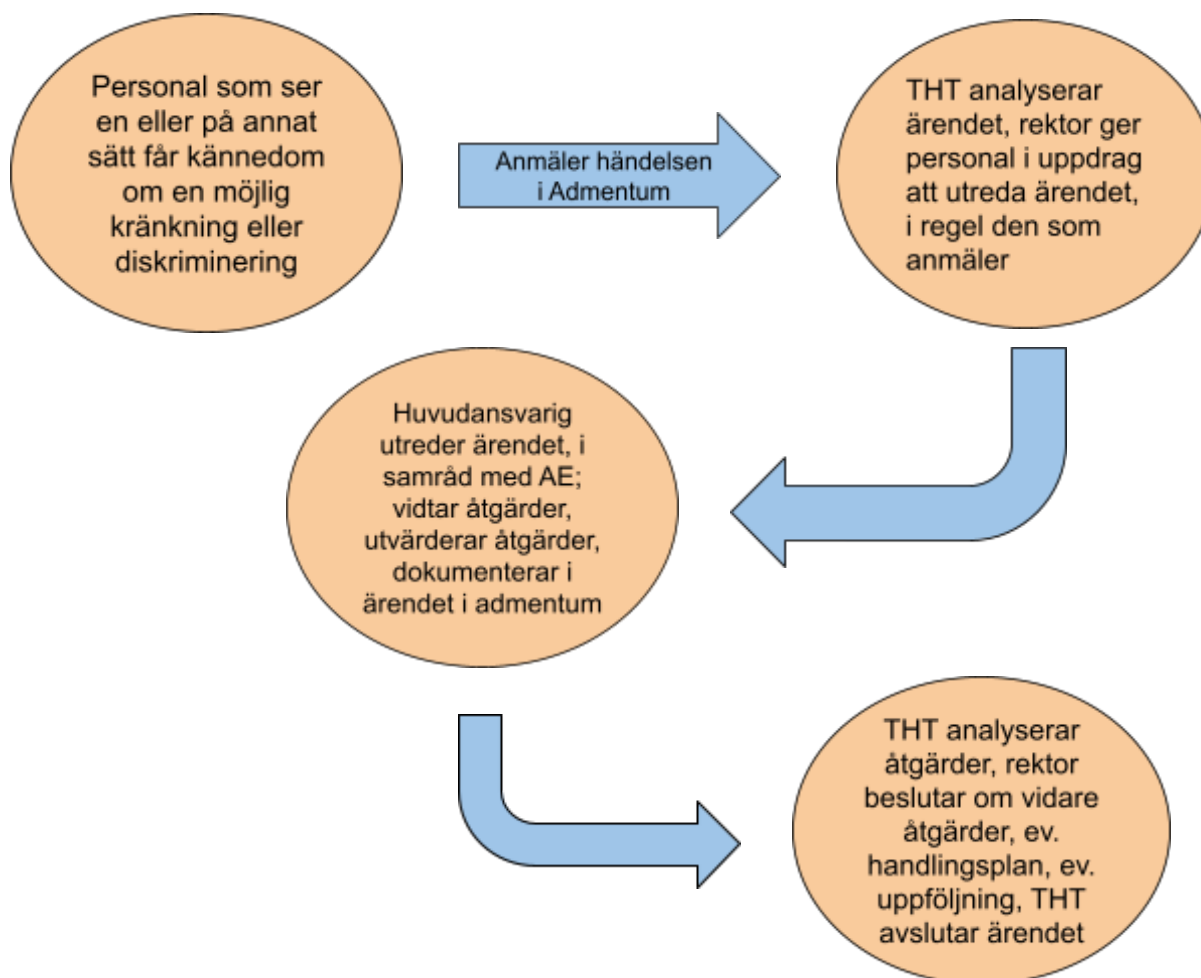 Personal som ser
en eller på annat
sätt får kännedom
om en möjlig
kränkning eller
diskriminering
Anmäler händelsen
i Admentum
THT analyserar
ärendet, rektor ger
personal i uppdrag
att utreda ärendet,
i regel den som
anmäler
Huvudansvarig
utreder ärendet, i
samråd med AE;
vidtar åtgärder,
utvärderar åtgärder,
dokumenterar i
ärendet i admentum
THT analyserar
åtgärder, rektor
beslutar om vidare
åtgärder, ev.
handlingsplan, ev.
uppföljning, THT
avslutar ärendet